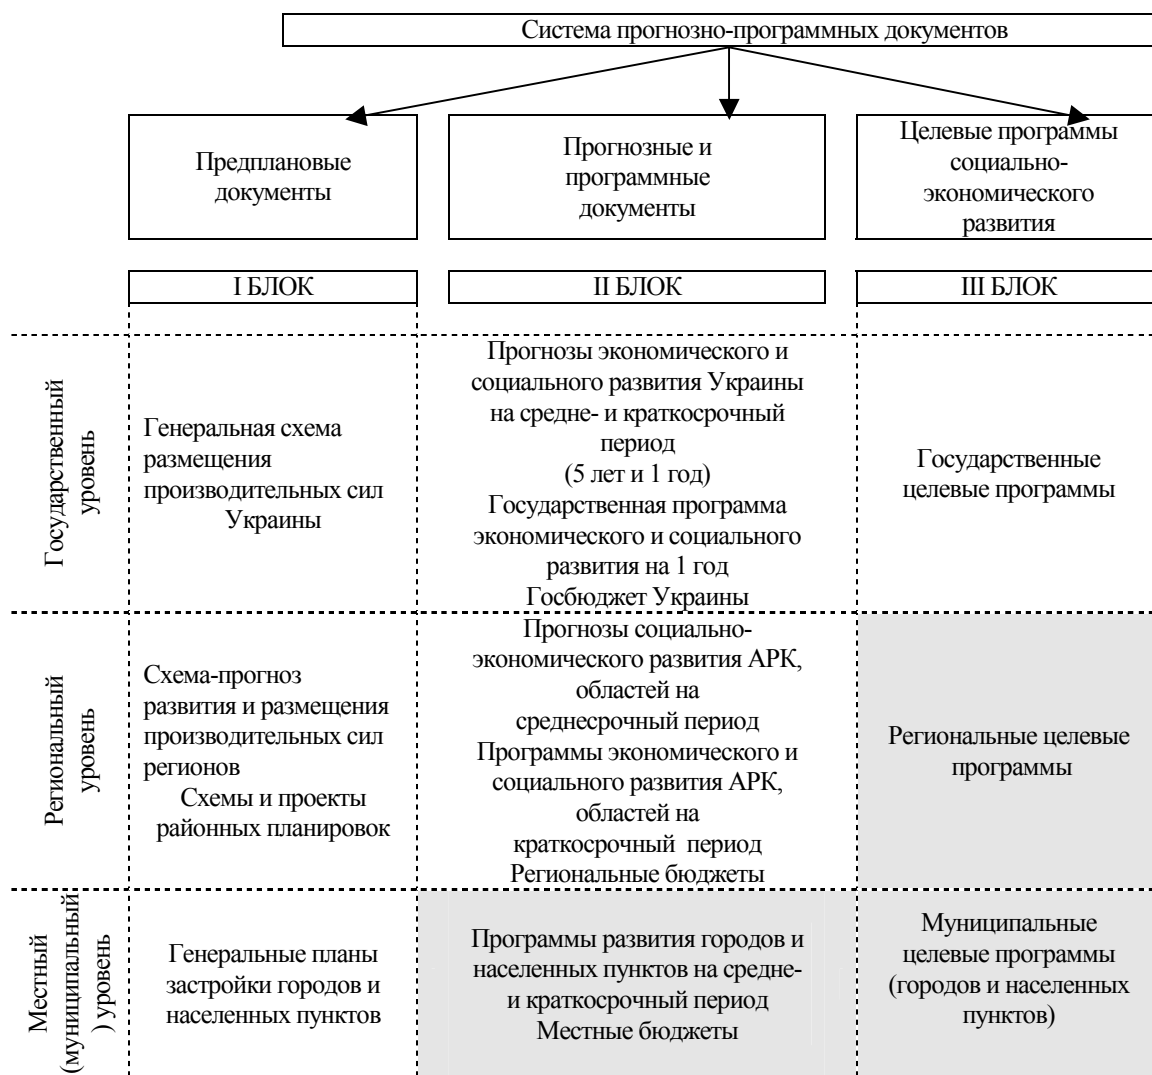 Система прогнозно-программных документов
Предплановые
документы
Прогнозные и
программные
документы
Целевые программы
социально-
экономического
развития
I БЛОК
II БЛОК
III БЛОК
Государственный
уровень
Генеральная схема
размещения
производительных сил
Украины
Прогнозы экономического и
социального развития Украины
на средне- и краткосрочный
период
(5 лет и 1 год)
Государственная программа
экономического и социального
развития на 1 год
Госбюджет Украины
Государственные
целевые программы
Региональный
уровень
Схема-прогноз
развития и размещения
производительных сил
регионов
Схемы и проекты
районных планировок
Прогнозы социально-
экономического развития АРК,
областей на
среднесрочный период
Программы экономического и
социального развития АРК,
областей на
краткосрочный период
Региональные бюджеты
Региональные целевые
программы
Местный
(муниципальный
) уровень
Генеральные планы
застройки городов и
населенных пунктов
Программы развития городов и
населенных пунктов на средне-
и краткосрочный период
Местные бюджеты
Муниципальные
целевые программы
(городов и населенных
пунктов)